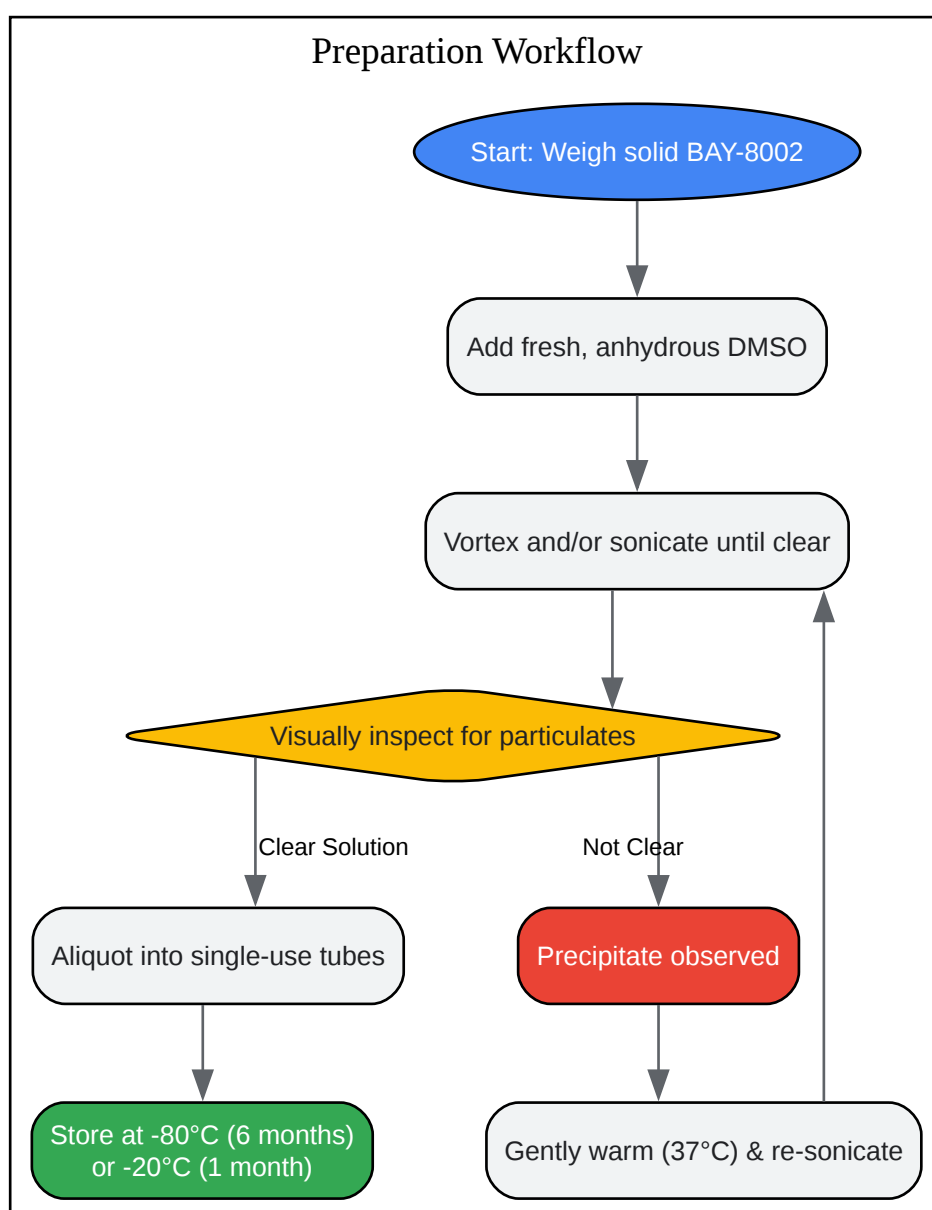 Preparation Workflow
Start: Weigh solid BAY-8002
Add fresh, anhydrous DMSO
Vortex and/or sonicate until clear
Visually inspect for particulates
Clear Solution
Not Clear
Aliquot into single-use tubes
Precipitate observed
Store at -80°C (6 months)
or -20°C (1 month)
Gently warm (37°C) & re-sonicate